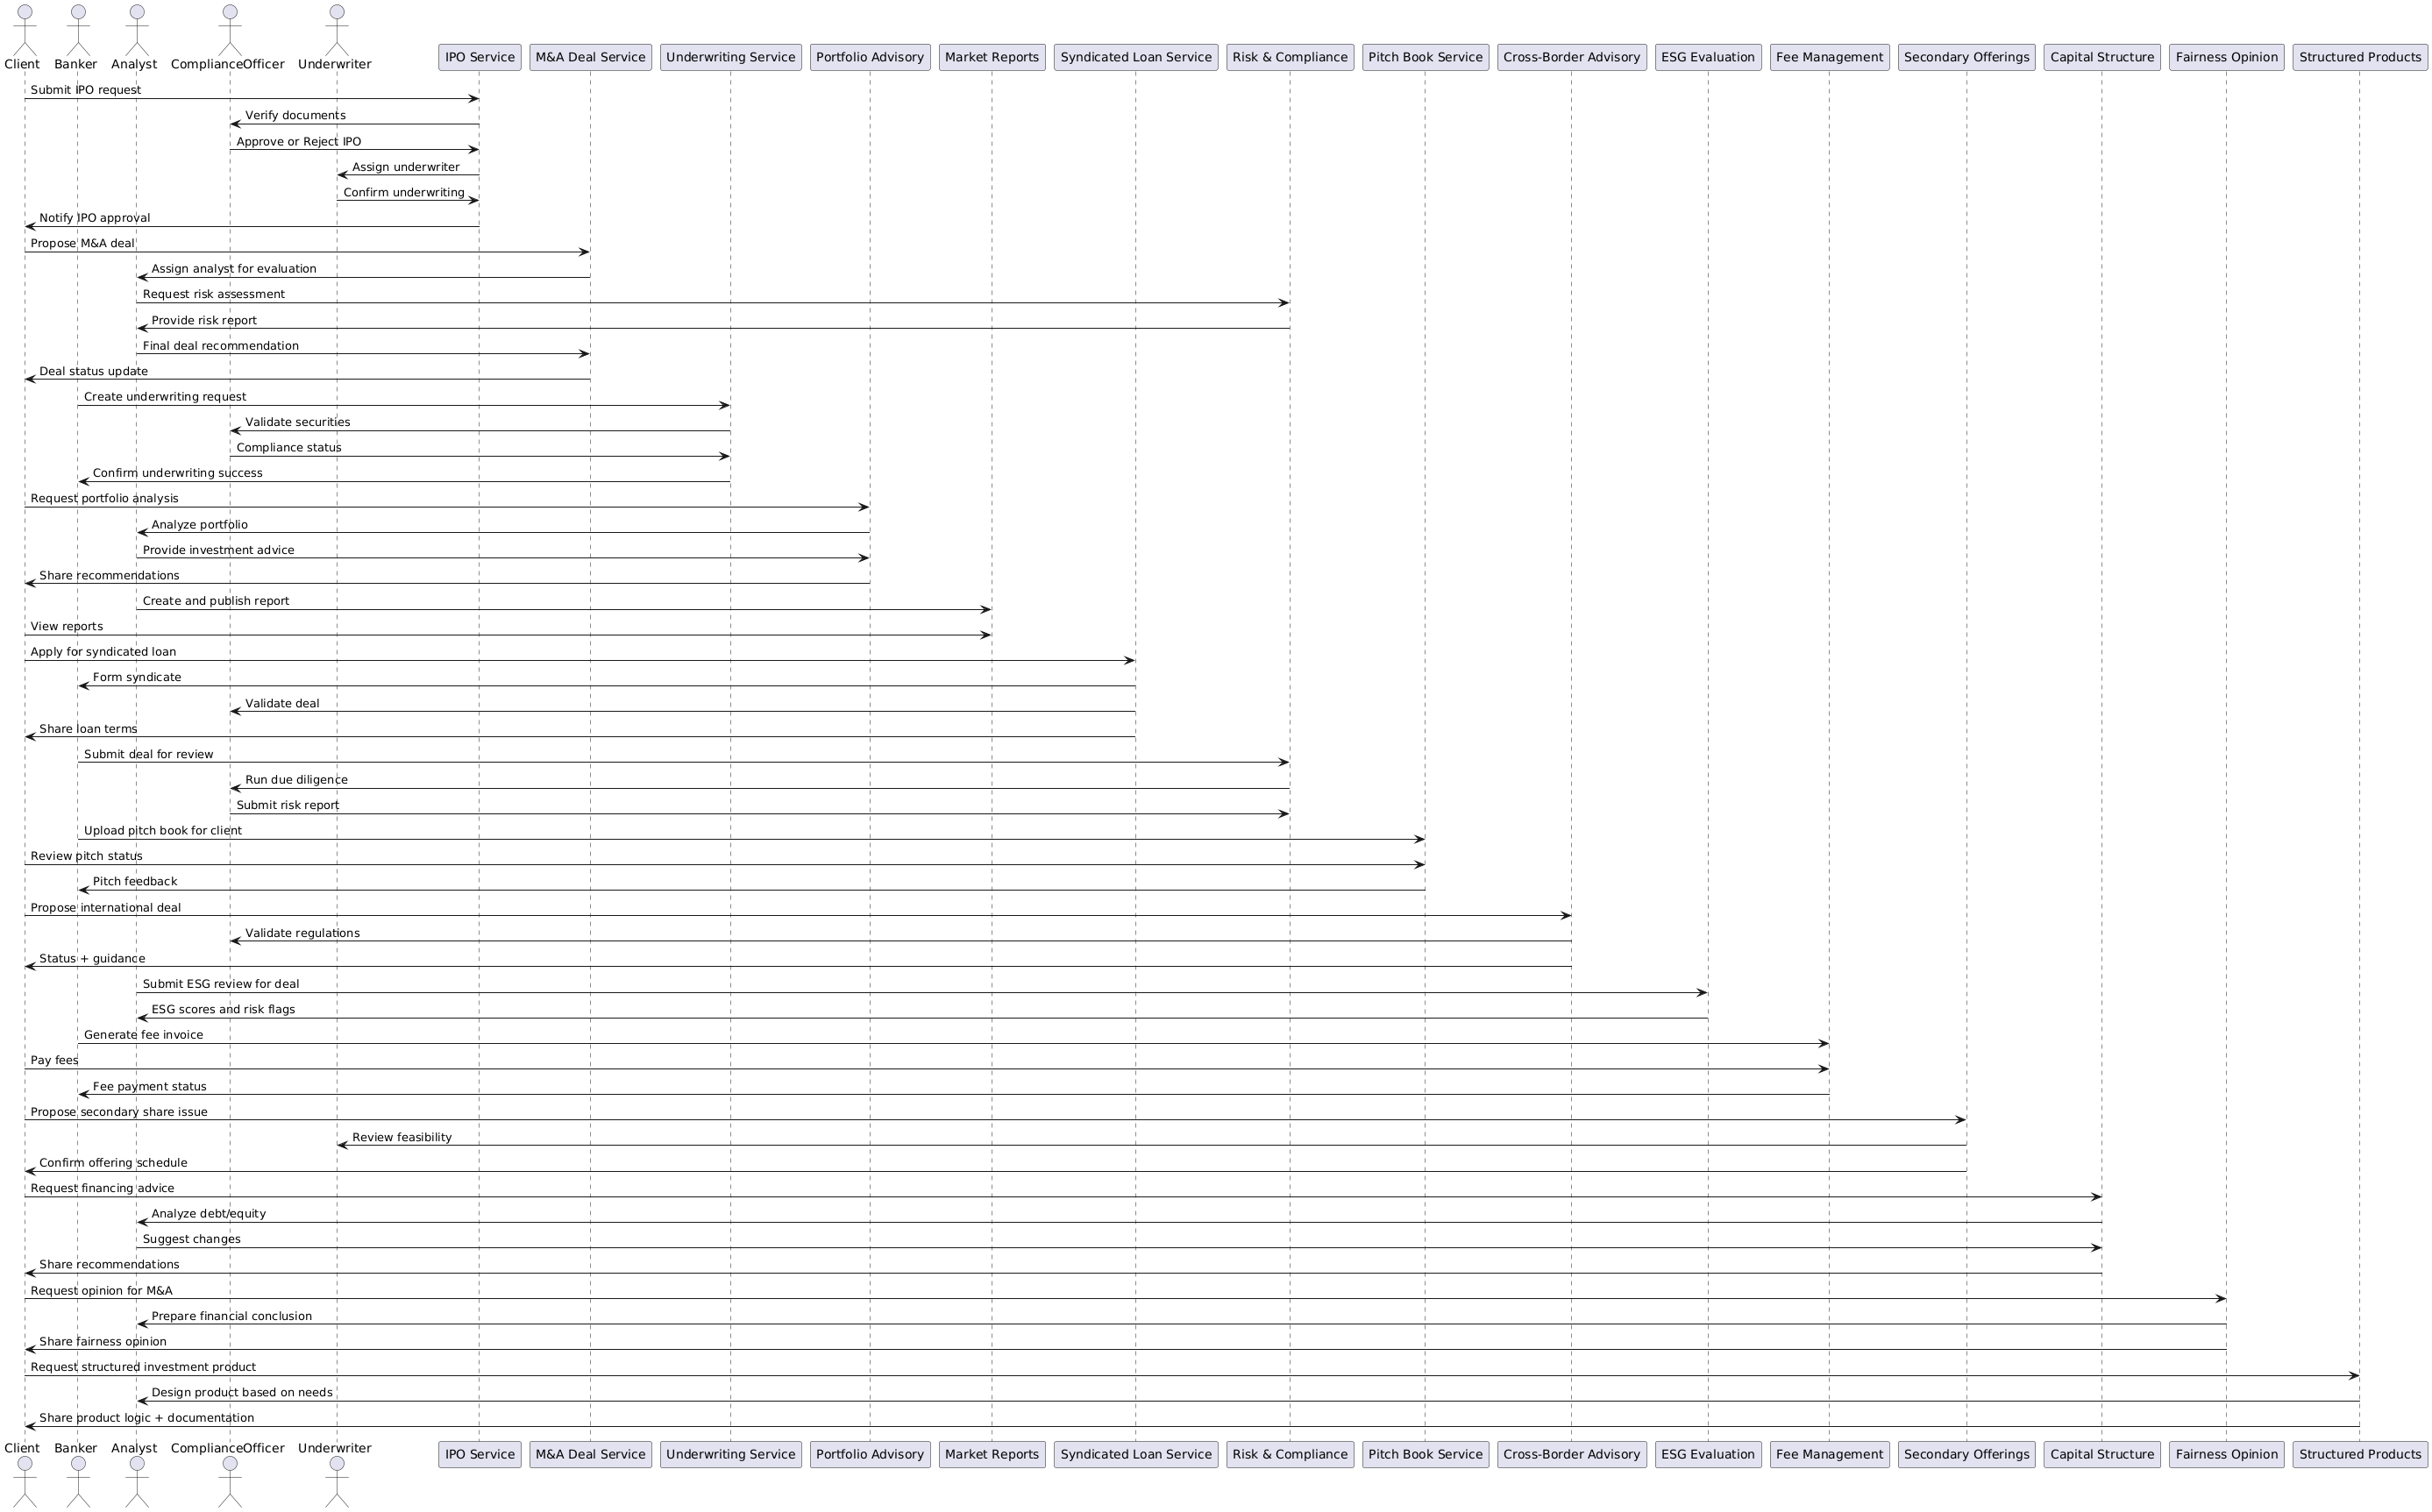 Client
Banker
Analyst
ComplianceOfficer
Underwriter
IPO Service
M&A Deal Service
Underwriting Service
Portfolio Advisory
Market Reports
Syndicated Loan Service
Risk & Compliance
Pitch Book Service
Cross-Border Advisory
ESG Evaluation
Fee Management
Secondary Offerings
Capital Structure
Fairness Opinion
Structured Products
Submit IPO request
Verify documents
Approve or Reject IPO
Assign underwriter
Confirm underwriting
Notify IPO approval
Propose M&A deal
Assign analyst for evaluation
Request risk assessment
Provide risk report
Final deal recommendation
Deal status update
Create underwriting request
Validate securities
Compliance status
Confirm underwriting success
Request portfolio analysis
Analyze portfolio
Provide investment advice
Share recommendations
Create and publish report
View reports
Apply for syndicated loan
Form syndicate
Validate deal
Share loan terms
Submit deal for review
Run due diligence
Submit risk report
Upload pitch book for client
Review pitch status
Pitch feedback
Propose international deal
Validate regulations
Status + guidance
Submit ESG review for deal
ESG scores and risk flags
Generate fee invoice
Pay fees
Fee payment status
Propose secondary share issue
Review feasibility
Confirm offering schedule
Request financing advice
Analyze debt/equity
Suggest changes
Share recommendations
Request opinion for M&A
Prepare financial conclusion
Share fairness opinion
Request structured investment product
Design product based on needs
Share product logic + documentation
Client
Banker
Analyst
ComplianceOfficer
Underwriter
IPO Service
M&A Deal Service
Underwriting Service
Portfolio Advisory
Market Reports
Syndicated Loan Service
Risk & Compliance
Pitch Book Service
Cross-Border Advisory
ESG Evaluation
Fee Management
Secondary Offerings
Capital Structure
Fairness Opinion
Structured Products